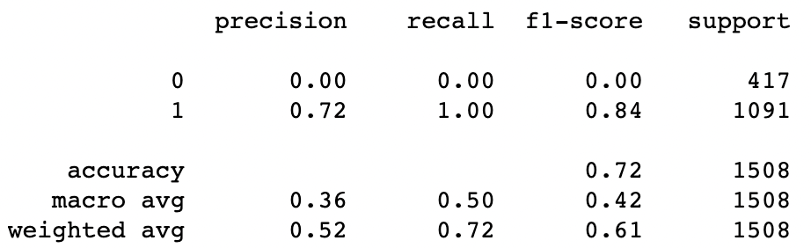 precision recall f1-score support
0 0.00 0.00 0.00 417
1 0.72 1.00 0.84 1091
accuracy 0.72 1508
macro avg 0.36 0.50 0.42 1508
weighted avg 0.52 0.72 0.61 1508